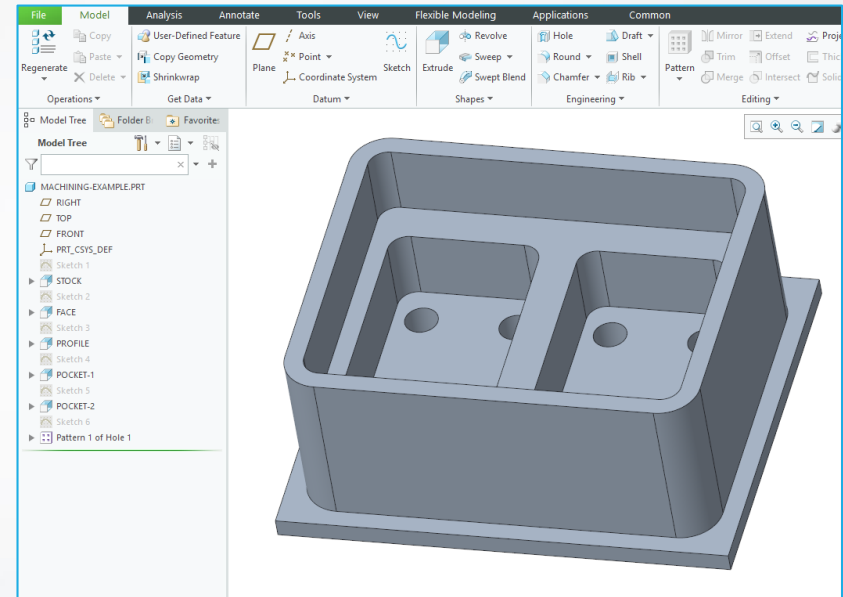 File Model Analysis Annotate Tools View Flexible Modeling Applications Common
Regenerate
Copy
Paste
Delete
Operations
User-Defined Feature
Copy Geometry
Shrinkwrap
Get Data
Plane
Axis
Point
Coordinate System
Sketch
Datum
Extrude
Revolve
Sweep
Swept Blend
Shapes
Hole
Round
Chamfer
Draft
Shell
Rib
Engineering
Pattern
Mirror
Trim
Merge
Extend
Offset
Intersect
Editing
Model Tree
Favorites
Model Tree
MACHINING-EXAMPLE.PRT
RIGHT
TOP
FRONT
PRT_CSYS_DEF
Sketch 1
STOCK
Sketch 2
FACE
Sketch 3
PROFILE
Sketch 4
POCKET-1
Sketch 5
POCKET-2
Sketch 6
Pattern 1 of Hole 1